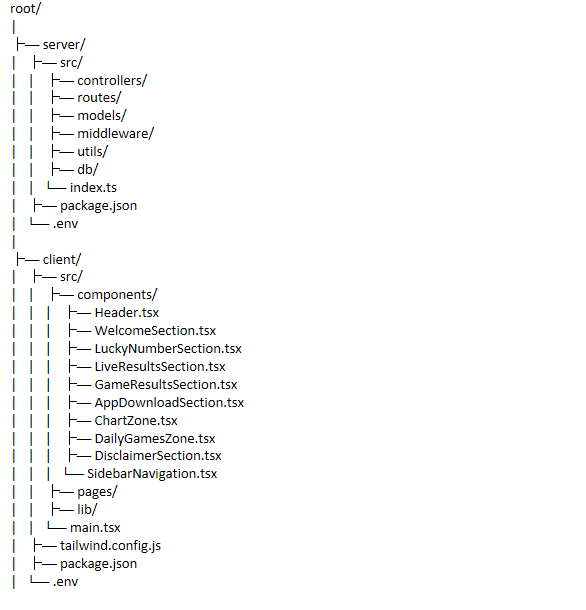 root/
│
├── server/
│ ├── src/
│ │ ├── controllers/
│ │ ├── routes/
│ │ ├── models/
│ │ ├── middleware/
│ │ ├── utils/
│ │ ├── db/
│ │ └── index.ts
│ ├── package.json
│ └── .env
│
├── client/
│ ├── src/
│ │ ├── components/
│ │ │ ├── Header.tsx
│ │ │ ├── WelcomeSection.tsx
│ │ │ ├── LuckyNumberSection.tsx
│ │ │ ├── LiveResultsSection.tsx
│ │ │ ├── GameResultsSection.tsx
│ │ │ ├── AppDownloadSection.tsx
│ │ │ ├── ChartZone.tsx
│ │ │ ├── DailyGamesZone.tsx
│ │ │ ├── DisclaimerSection.tsx
│ │ │ └── SidebarNavigation.tsx
│ │ ├── pages/
│ │ ├── lib/
│ │ └── main.tsx
│ ├── tailwind.config.js
│ ├── package.json
│ └── .env